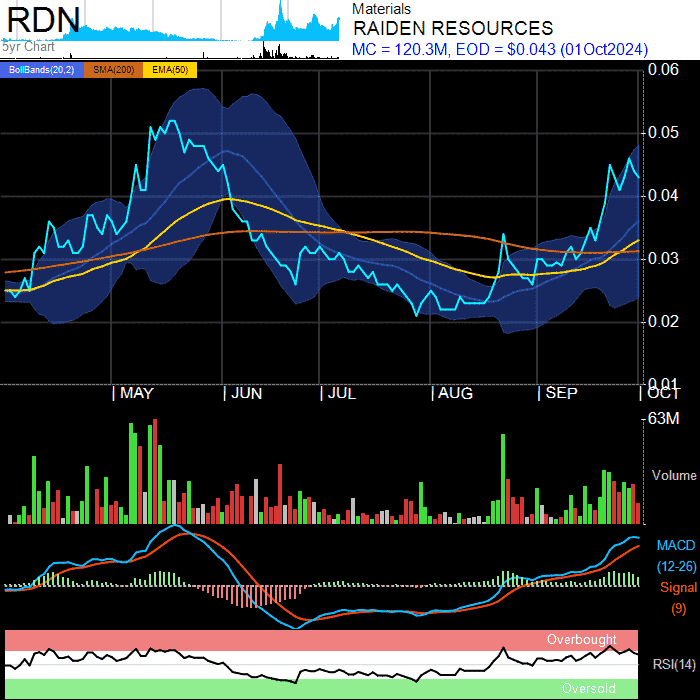 RDN
5yr Chart
Materials
RAIDEN RESOURCES
MC = 120.3M, EOD = $0.043 (01Oct2024)
BollBands(20,2) SMA(200) EMA(50)
0.06
0.05
0.04
0.03
0.02
0.01
MAY JUN JUL AUG SEP OCT
63M
Volume
MACD
(12-26)
Signal
(9)
Overbought
RSI(14)
Oversold